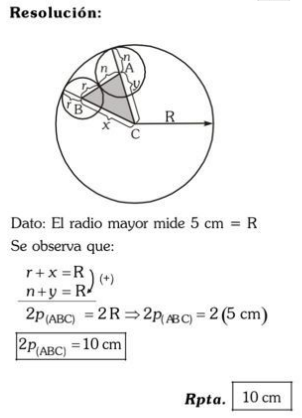 Resolución:
n
n
A
r
r
B
x
C
R
Dato: El radio mayor mide 5 cm = R
Se observa que:
r + x = R
n + y = R
(+)
2p(ABC) = 2R ⇒ 2p(ABC) = 2(5 cm)
2p(ABC) = 10 cm
Rpta. 10 cm